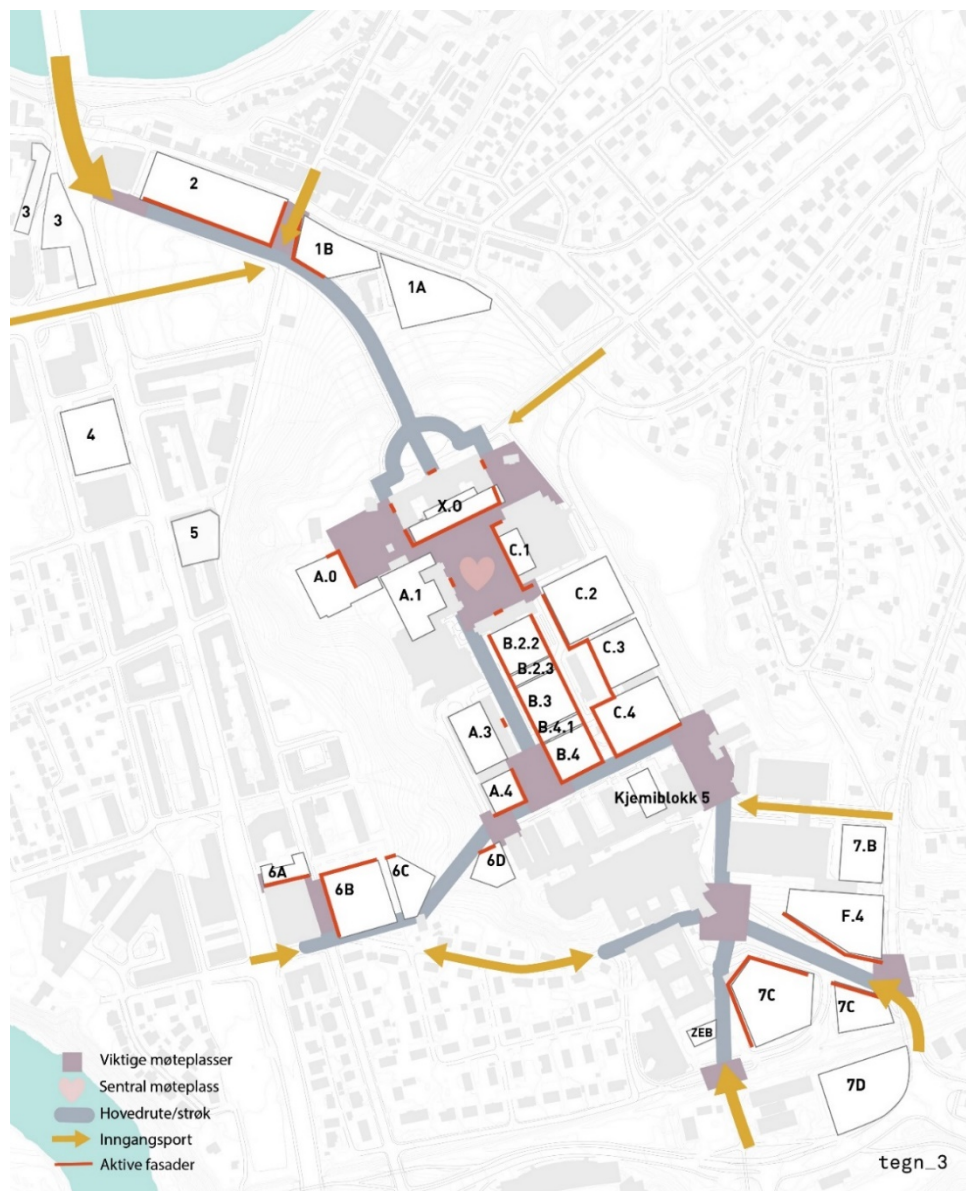 2
3
3
1B
1A
4
5
X.O
C.1
A.0
A.1
C.2
B.2.2
C.3
B.2.3
B.3
C.4
B.4.1
A.3
B.4
A.4
Kjemiblokk 5
6D
7.B
6A
6C
6B
F.4
7C
7C
ZEB
7D
Viktige møteplasser
Sentral møteplass
Hovedrute/strøk
Inngangsport
Aktive fasader
tegn_3